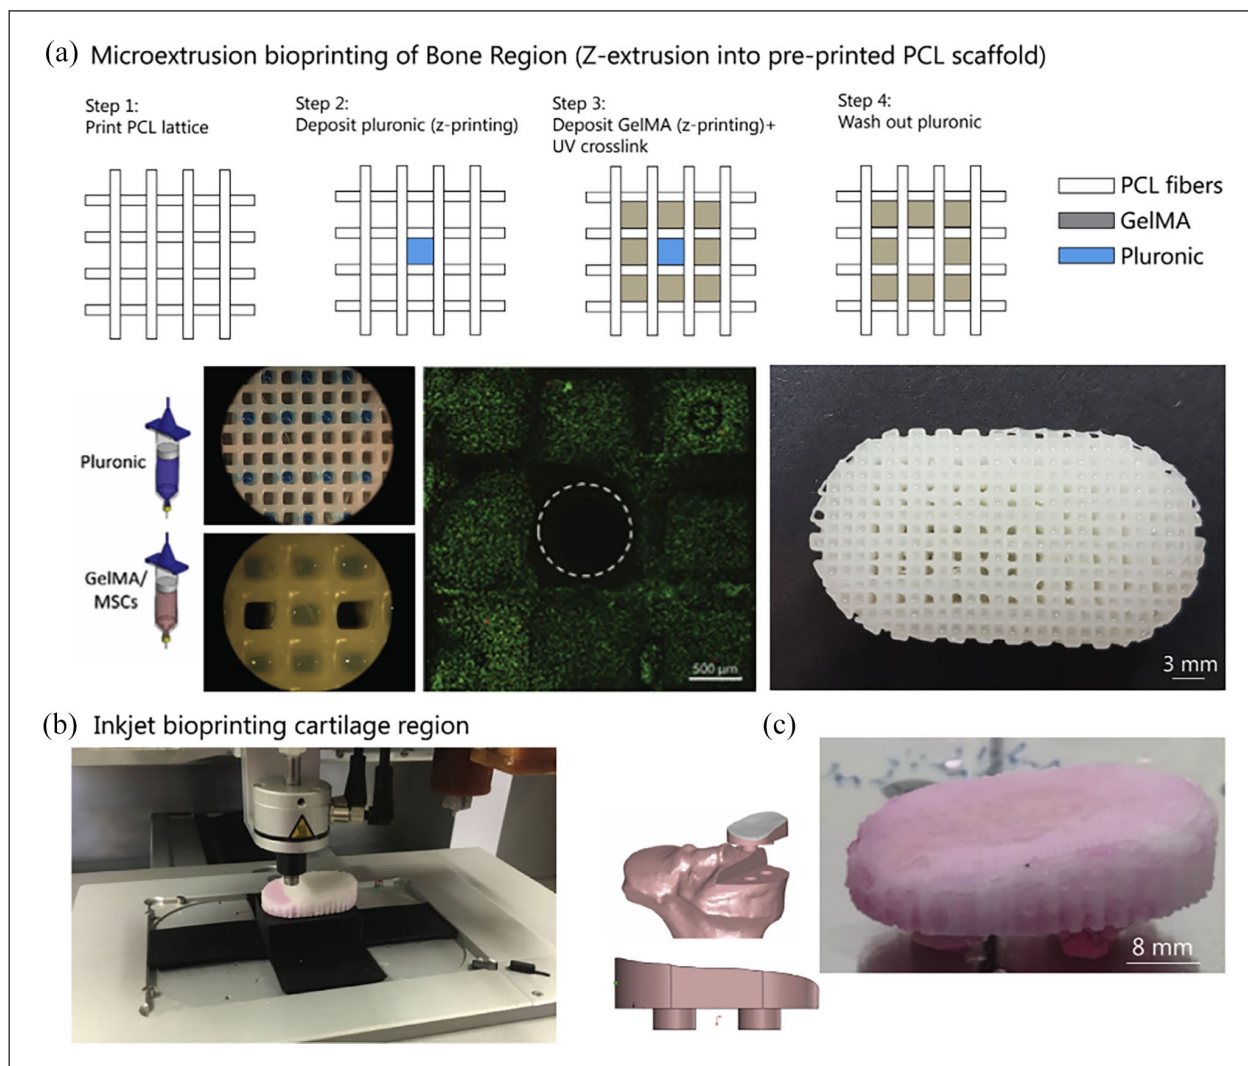 (a) Microextrusion bioprinting of Bone Region (Z-extrusion into pre-printed PCL scaffold)
Step 1:
Print PCL lattice
Step 2:
Deposit pluronic (z-printing)
Step 3:
Deposit GelMA (z-printing)+
UV crosslink
Step 4:
Wash out pluronic
PCL fibers
GelMA
Pluronic
Pluronic
GelMA/
MSCs
500 µm
3 mm
(b) Inkjet bioprinting cartilage region
(c)
8 mm